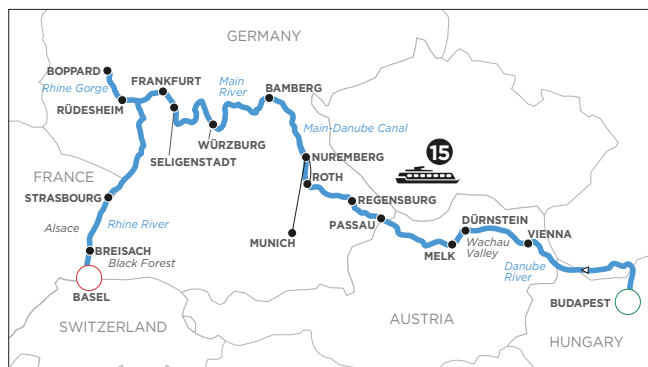 GERMANY
BOPPARD
FRANKFURT
Main
River
BAMBERG
Rhine Gorge
RÜDESHEIM
Main-Danube Canal
WÜRZBURG
SELIGENSTADT
15
NUREMBERG
ROTH
FRANCE
STRASBOURG
REGENSBURG
Alsace
Rhine River
PASSAU
DÜRNSTEIN
MUNICH
Wachau
Valley
VIENNA
BREISACH
Black Forest
MELK
Danube
River
BASEL
BUDAPEST
SWITZERLAND
AUSTRIA
HUNGARY